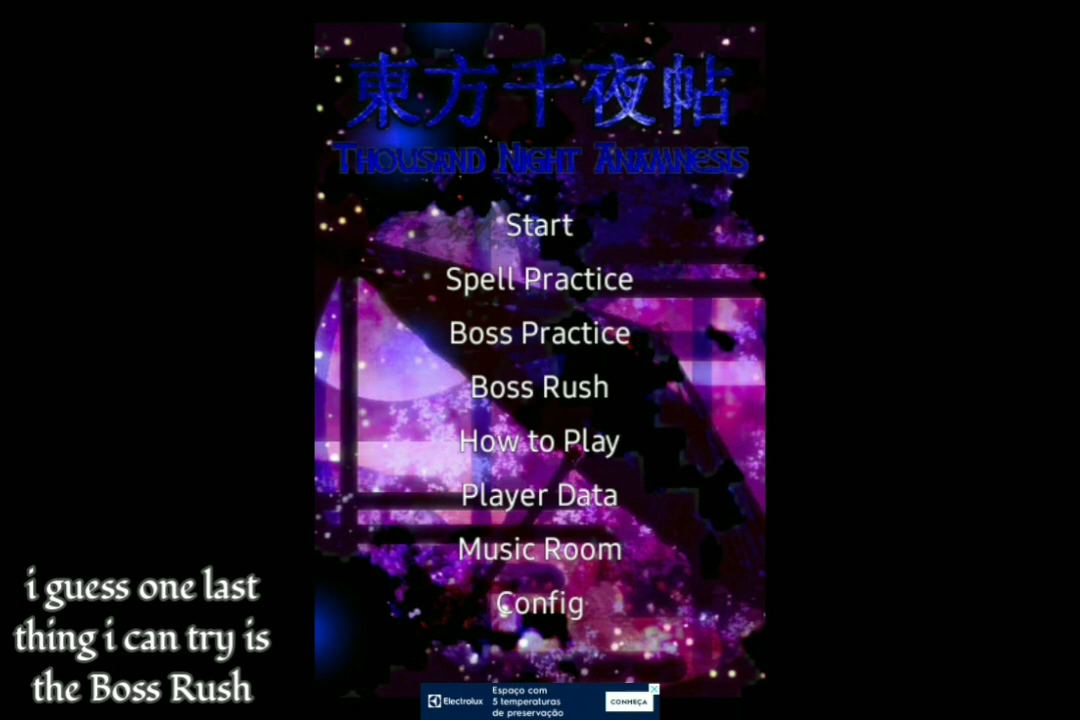 東方千夜帖
Thousand Night Anamnesis
Start
Spell Practice
Boss Practice
Boss Rush
How to Play
Player Data
Music Room
Config
i guess one last
thing i can try is
the Boss Rush
Electrolux
Espaço com
5 temperaturas
de preservação
CONHEÇA